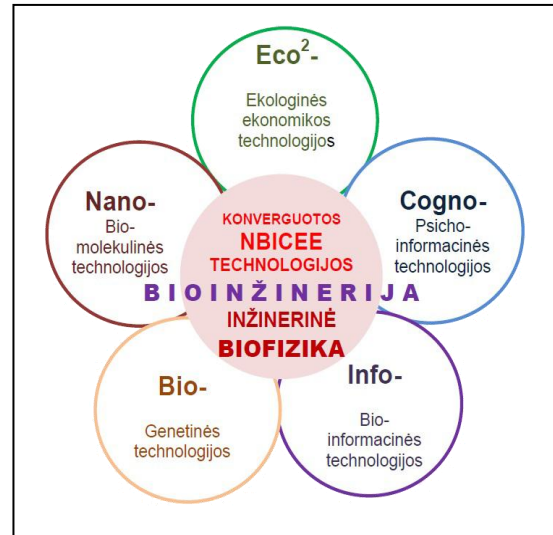 Eco²-
Ekologinės
ekonomikos
technologijos
Nano-
Bio-
molekulinės
technologijos
Cogno-
Psicho-
informacinės
technologijos
KONVERGUOTOS
NBICEE
TECHNOLOGIJOS
BIOINŽINERIJA
INŽINERINĖ
BIOFIZIKA
Bio-
Genetinės
technologijos
Info-
Bio-
informacinės
technologijos